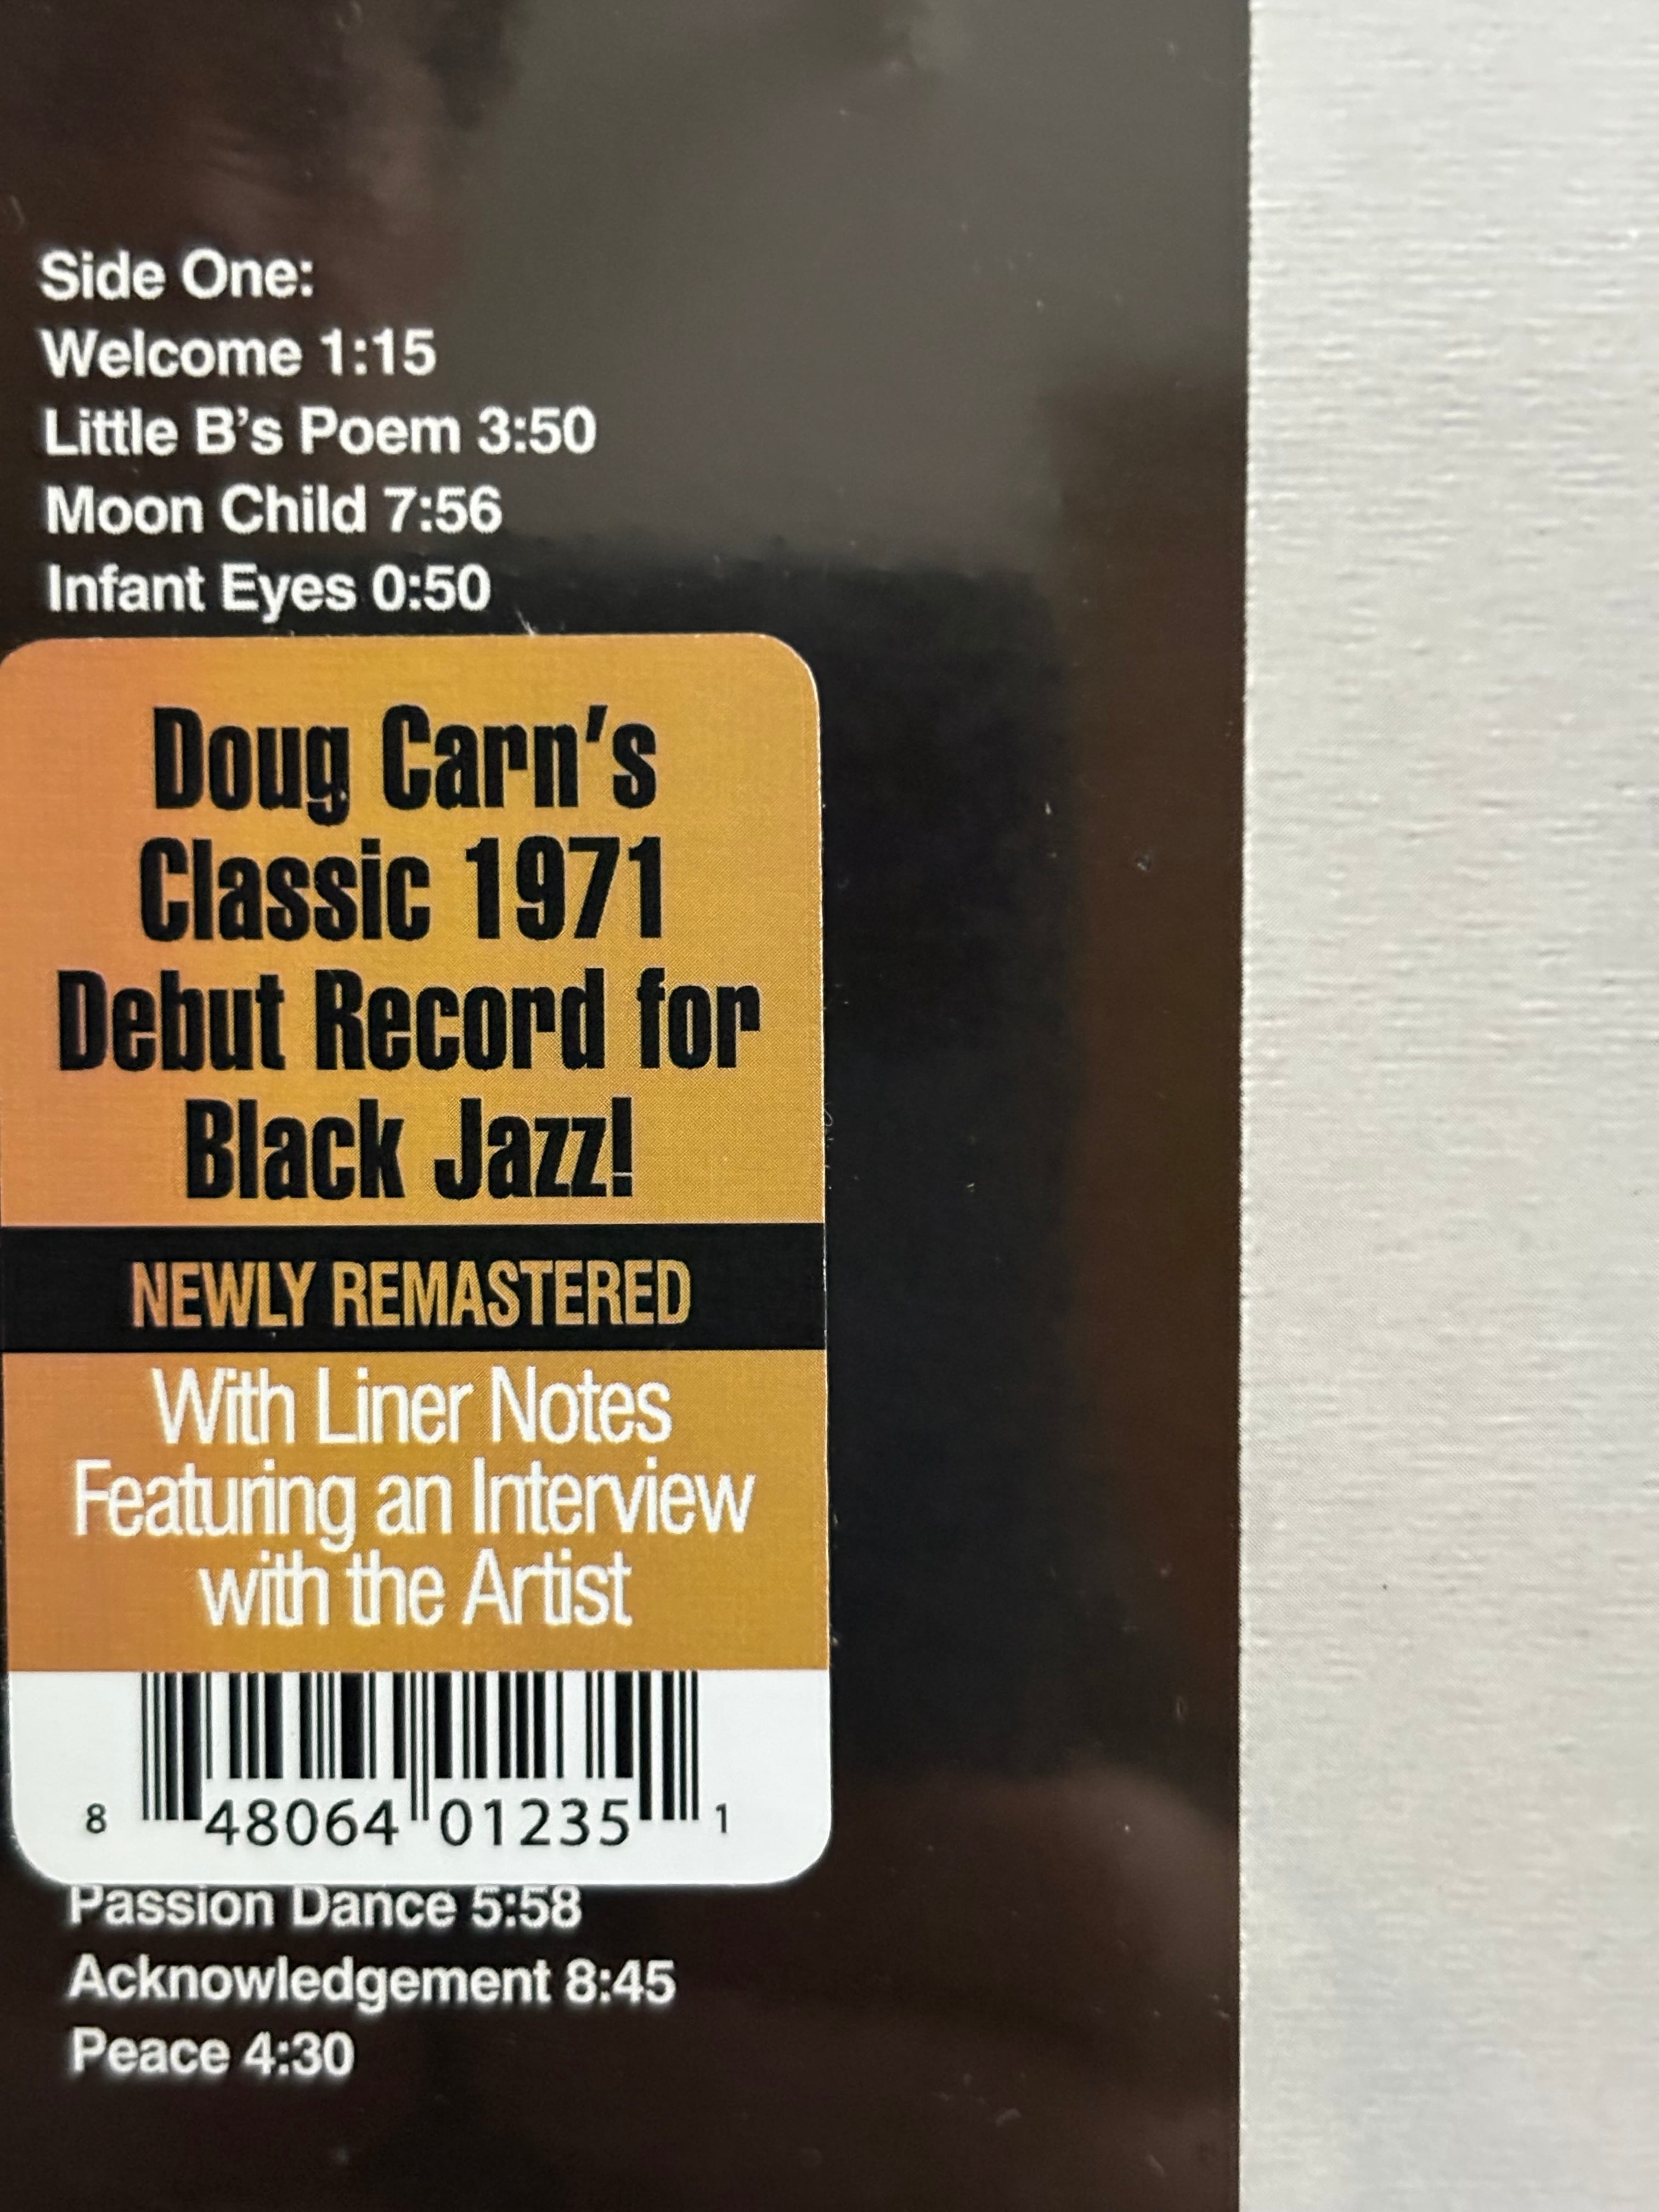 Side One:
Welcome 1:15
Little B’s Poem 3:50
Moon Child 7:56
Infant Eyes 0:50
Doug Carn’s
Classic 1971
Debut Record for
Black Jazz!
NEWLY REMASTERED
With Liner Notes
Featuring an Interview
with the Artist
8 48064 01235 1
Passion Dance 5:58
Acknowledgement 8:45
Peace 4:30